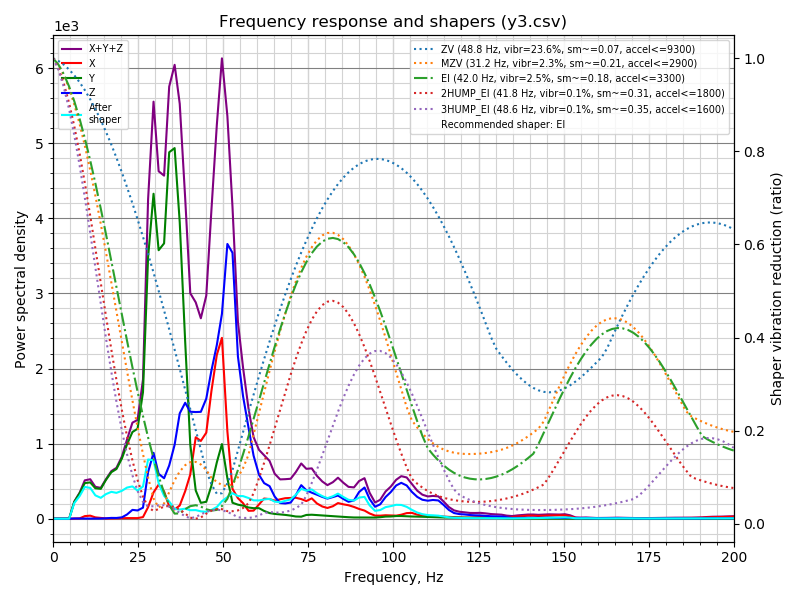 Frequency response and shapers (y3.csv)
1e3
X+Y+Z
X
Y
Z
After
shaper
ZV (48.8 Hz, vibr=23.6%, sm~=0.07, accel<=9300)
MZV (31.2 Hz, vibr=2.3%, sm~=0.21, accel<=2900)
EI (42.0 Hz, vibr=2.5%, sm~=0.18, accel<=3300)
2HUMP_EI (41.8 Hz, vibr=0.1%, sm~=0.31, accel<=1800)
3HUMP_EI (48.6 Hz, vibr=0.1%, sm~=0.35, accel<=1600)
Recommended shaper: EI
6
5
4
3
2
1
0
Power spectral density
1.0
0.8
0.6
0.4
0.2
0.0
Shaper vibration reduction (ratio)
0 25 50 75 100 125 150 175 200
Frequency, Hz